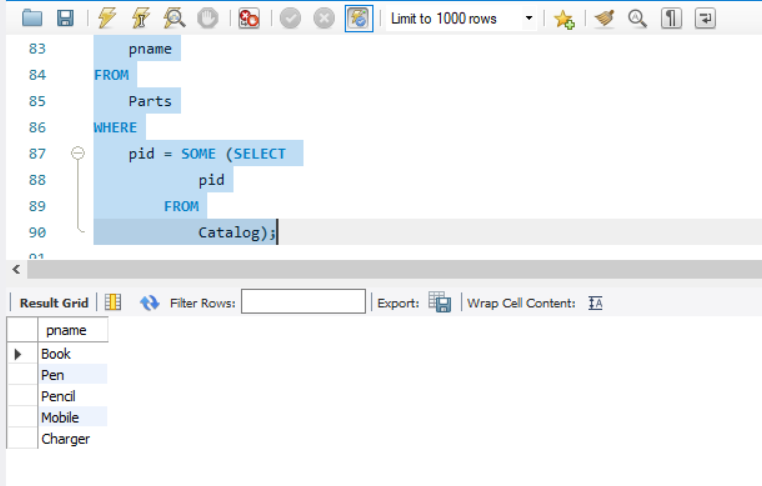 Limit to 1000 rows
83 pname
84 FROM
85 Parts
86 WHERE
87 pid = SOME (SELECT
88 pid
89 FROM
90 Catalog);
91
Result Grid Filter Rows: Export: Wrap Cell Content: IA
pname
Book
Pen
Pencil
Mobile
Charger